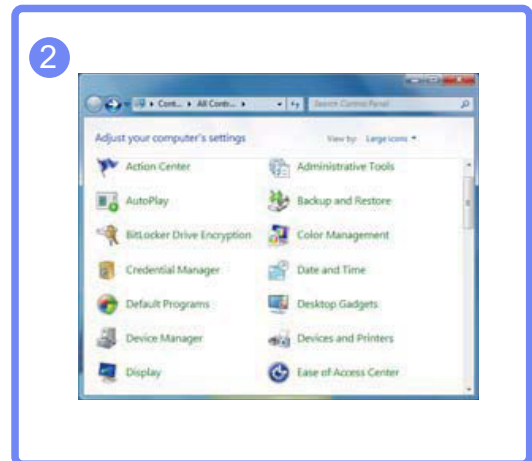 2
Cont... All Contr...
Search Control Panel
Adjust your computer's settings
View by: Large icons
Action Center
Administrative Tools
AutoPlay
Backup and Restore
BitLocker Drive Encryption
Color Management
Credential Manager
Date and Time
Default Programs
Desktop Gadgets
Device Manager
Devices and Printers
Display
Ease of Access Center